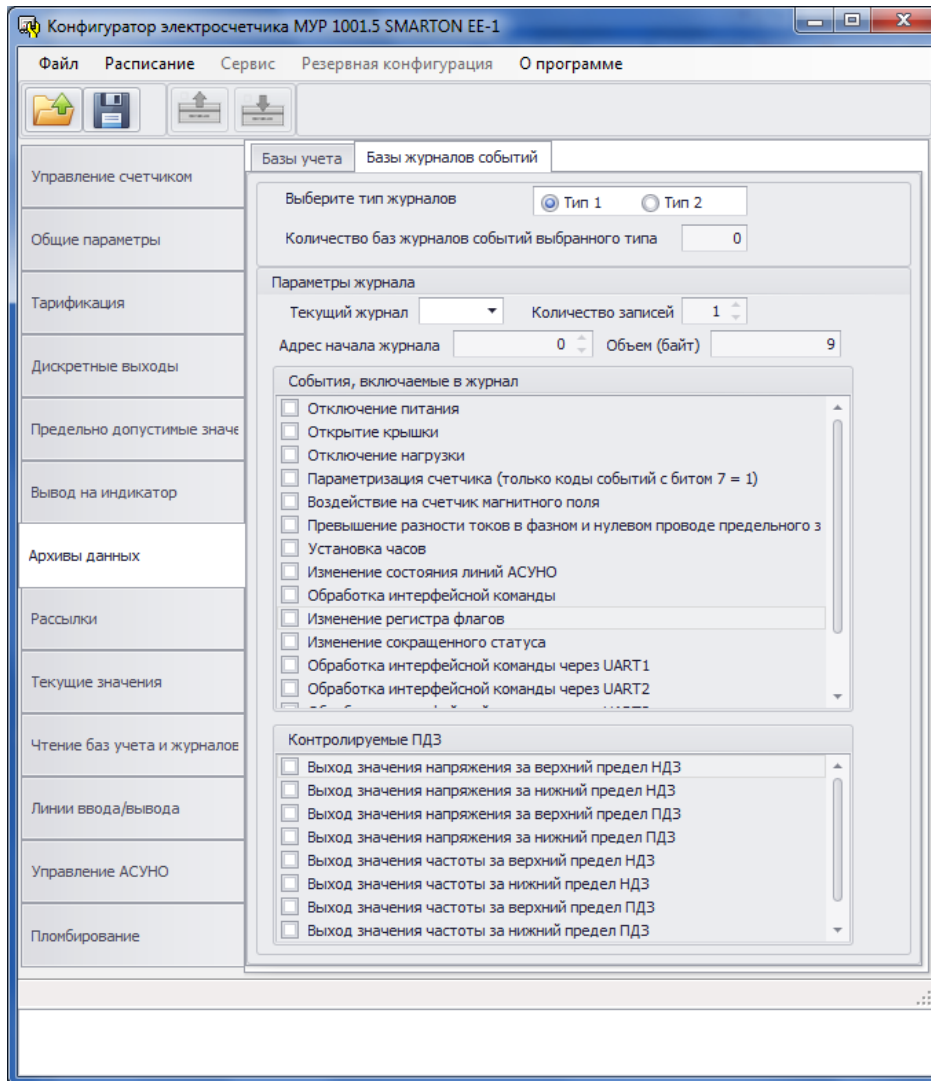 Конфигуратор электросчетчика МУР 1001.5 SMARTON EE-1
Файл Расписание Сервис Резервная конфигурация О программе
Управление счетчиком
Общие параметры
Тарификация
Дискретные выходы
Предельно допустимые значе
Вывод на индикатор
Архивы данных
Рассылки
Текущие значения
Чтение баз учета и журналов
Линии ввода/вывода
Управление АСУНО
Пломбирование
Базы учета Базы журналов событий
Выберите тип журналов Тип 1 Тип 2
Количество баз журналов событий выбранного типа 0
Параметры журнала
Текущий журнал Количество записей 1
Адрес начала журнала 0 Объем (байт) 9
События, включаемые в журнал
Отключение питания
Открытие крышки
Отключение нагрузки
Параметризация счетчика (только коды событий с битом 7 = 1)
Воздействие на счетчик магнитного поля
Превышение разности токов в фазном и нулевом проводе предельного з
Установка часов
Изменение состояния линий АСУНО
Обработка интерфейсной команды
Изменение регистра флагов
Изменение сокращенного статуса
Обработка интерфейсной команды через UART1
Обработка интерфейсной команды через UART2
Контролируемые ПДЗ
Выход значения напряжения за верхний предел НДЗ
Выход значения напряжения за нижний предел НДЗ
Выход значения напряжения за верхний предел ПДЗ
Выход значения напряжения за нижний предел ПДЗ
Выход значения частоты за верхний предел НДЗ
Выход значения частоты за нижний предел НДЗ
Выход значения частоты за верхний предел ПДЗ
Выход значения частоты за нижний предел ПДЗ